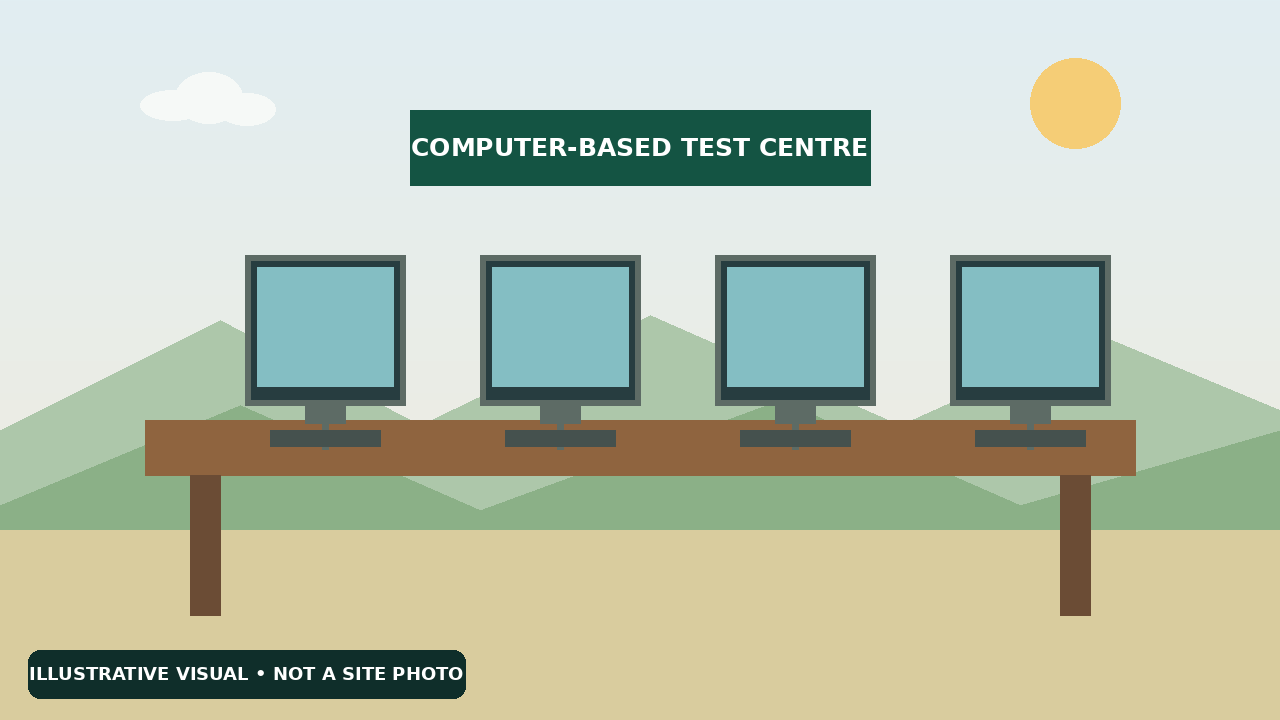 COMPUTER-BASED TEST CENTRE
ILLUSTRATIVE VISUAL • NOT A SITE PHOTO